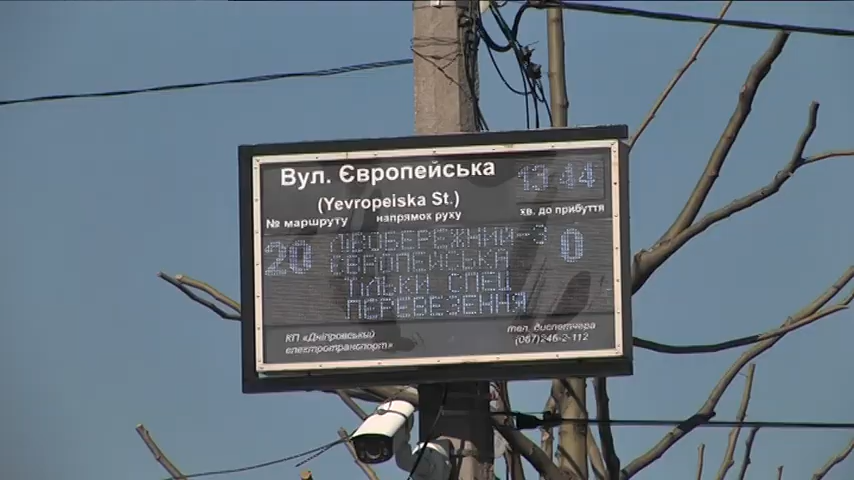 Вул. Європейська
13 44
(Yevropeiska St.)
№ маршруту напрямок руху хв. до прибуття
20 ЛІВОБЕРЕЖНИЙ-3 0
ЄВРОПЕЙСЬКА
ТІЛЬКИ СПЕЦ
ПЕРЕВЕЗЕННЯ
КП «Дніпровський тел. диспетчера
електротранспорт» (067)246-2-112